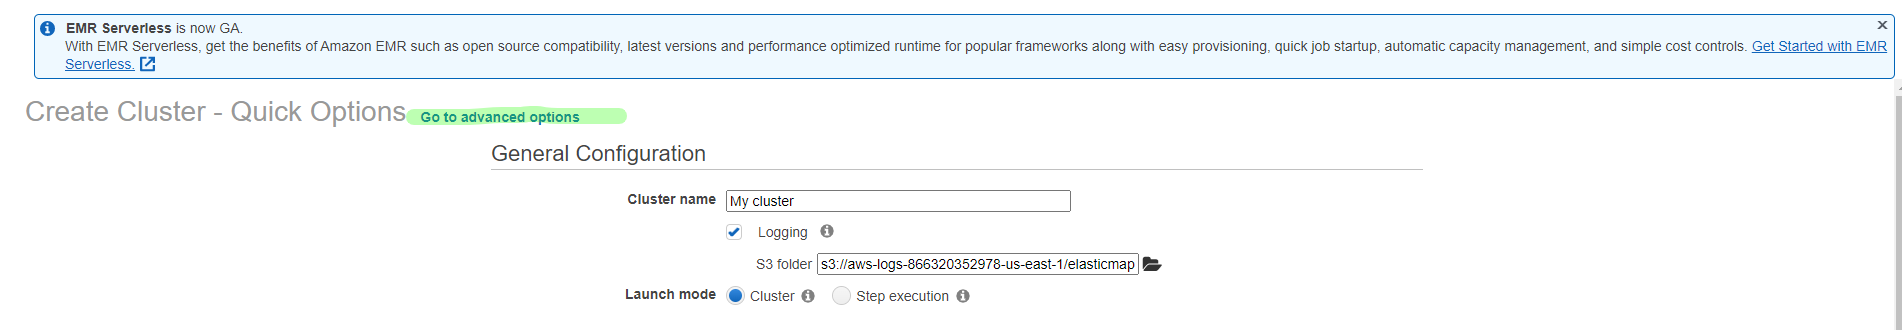 EMR Serverless is now GA.
With EMR Serverless, get the benefits of Amazon EMR such as open source compatibility, latest versions and performance optimized runtime for popular frameworks along with easy provisioning, quick job startup, automatic capacity management, and simple cost controls. Get Started with EMR
Serverless.
Create Cluster - Quick Options Go to advanced options
General Configuration
Cluster name My cluster
Logging
S3 folder s3://aws-logs-866320352978-us-east-1/elasticmap
Launch mode Cluster Step execution